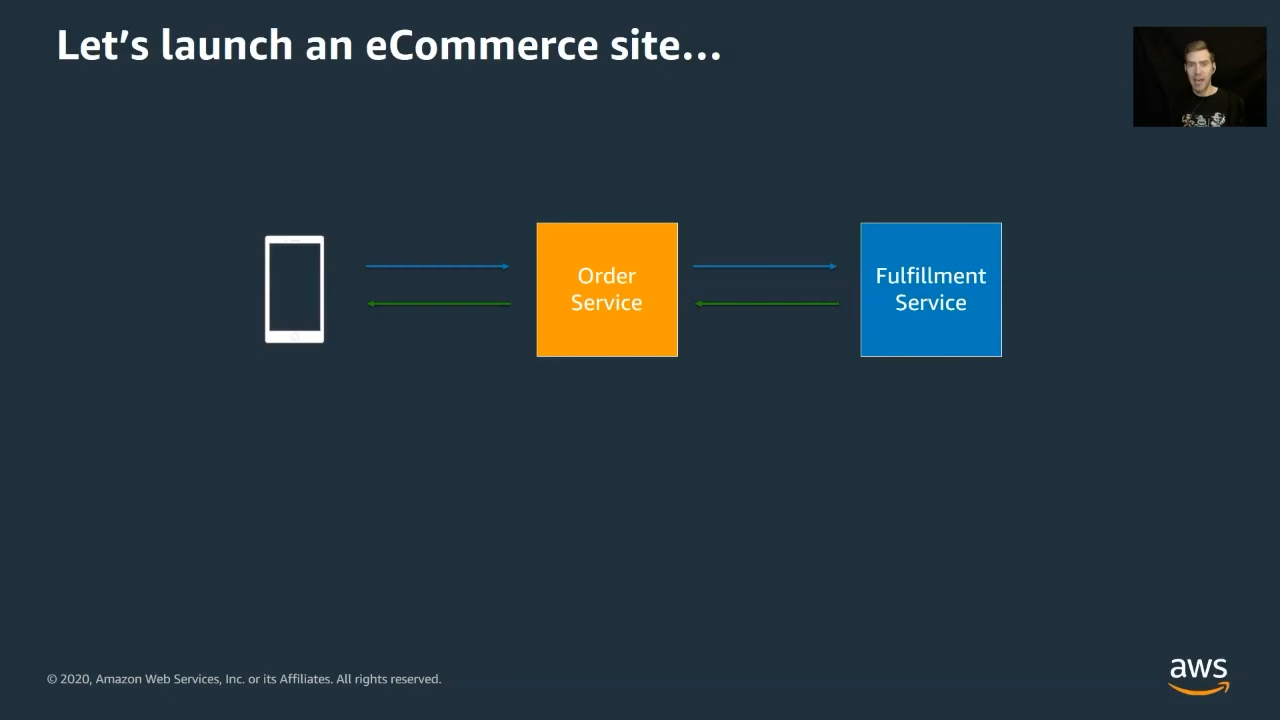 Let’s launch an eCommerce site…
Order
Service
Fulfillment
Service
© 2020, Amazon Web Services, Inc. or its Affiliates. All rights reserved.
aws